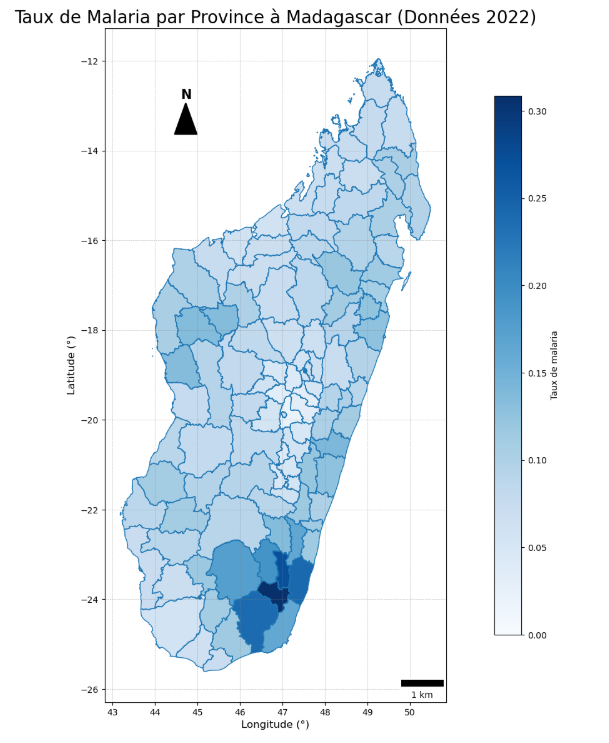 Taux de Malaria par Province à Madagascar (Données 2022)
N
−12
−14
−16
−18
−20
−22
−24
−26
Latitude (°)
43 44 45 46 47 48 49 50
Longitude (°)
1 km
0.30
0.25
0.20
0.15
0.10
0.05
0.00
Taux de malaria